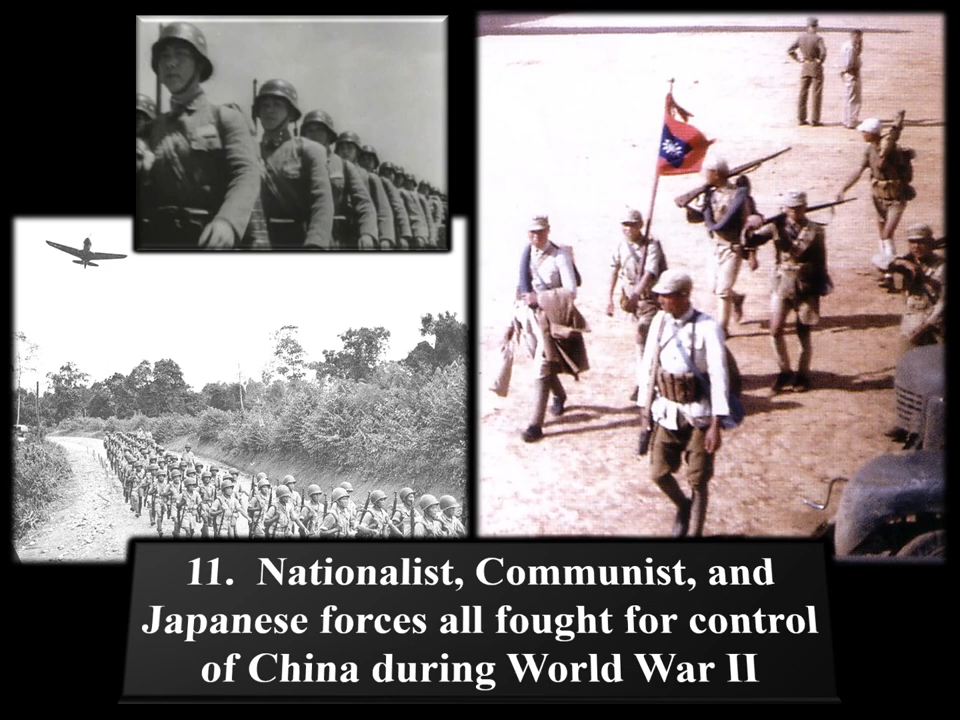 11.  Nationalist, Communist, and
Japanese forces all fought for control
of China during World War II